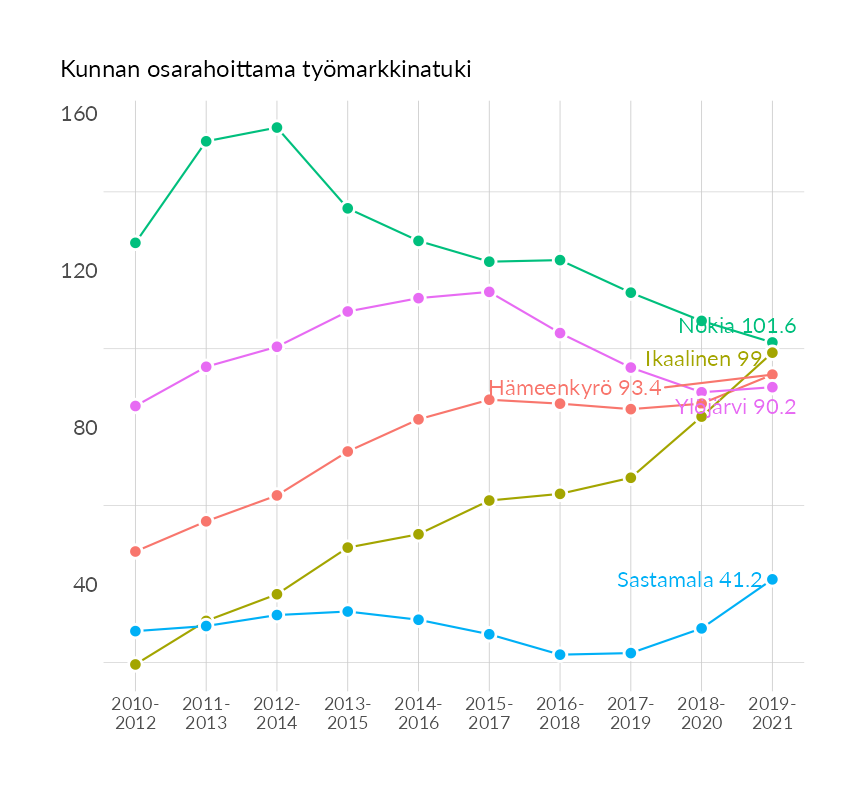 Kunnan osarahoittama työmarkkinatuki
160
120
80
40
Nokia 101.6
Ikaalinen 99
Hämeenkyrö 93.4
Ylöjärvi 90.2
Sastamala 41.2
2010- 2011- 2012- 2013- 2014- 2015- 2016- 2017- 2018- 2019-
2012 2013 2014 2015 2016 2017 2018 2019 2020 2021